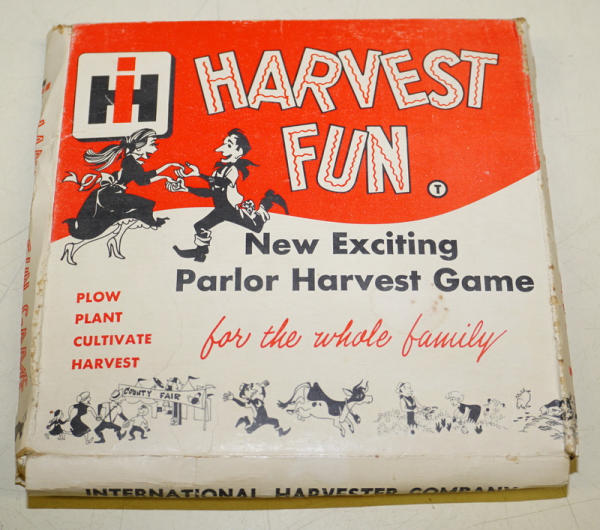 IH
HARVEST
FUN.
T
New Exciting
Parlor Harvest Game
PLOW
PLANT
CULTIVATE
HARVEST
for the whole family
COUNTY FAIR
INTERNATIONAL HARVESTER COMPANY